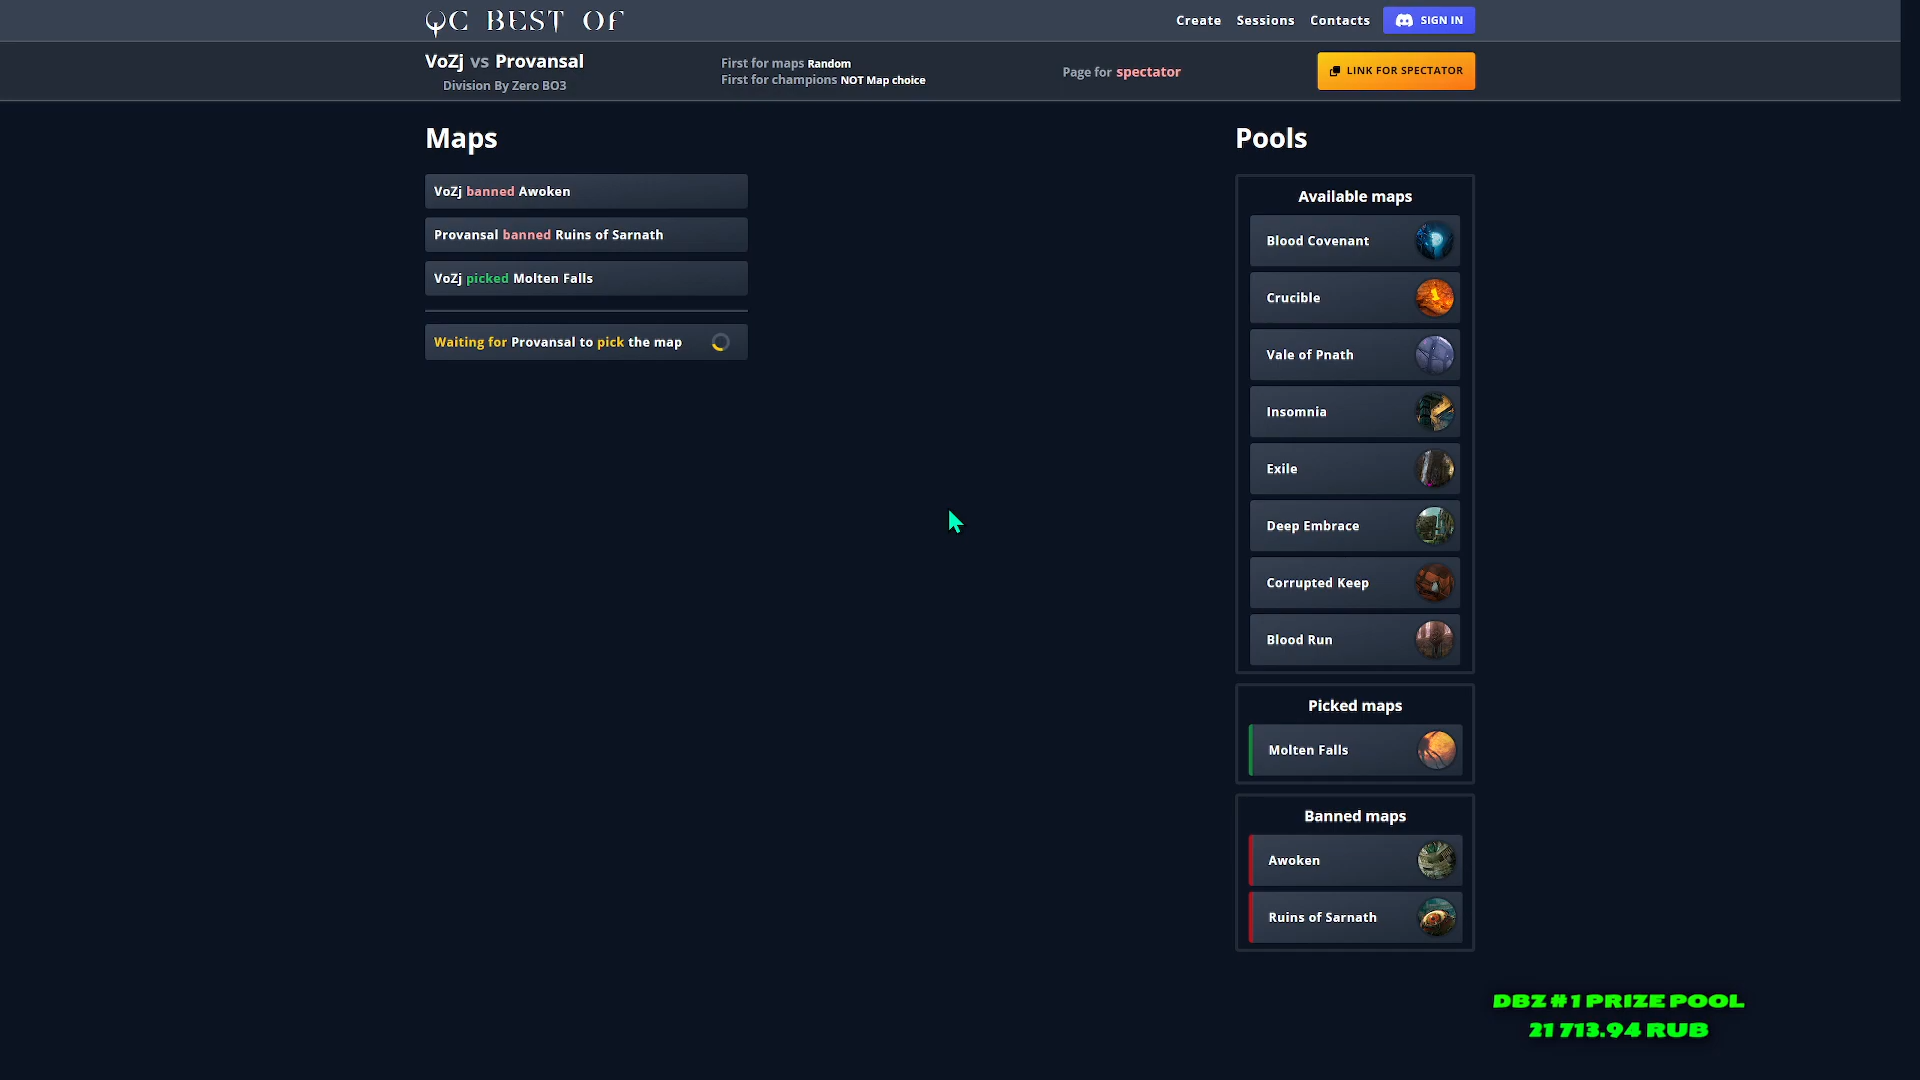 QC BEST OF
Create Sessions Contacts SIGN IN
VoZj vs Provansal
Division By Zero BO3
First for maps Random
First for champions NOT Map choice
Page for spectator
LINK FOR SPECTATOR
Maps
VoZj banned Awoken
Provansal banned Ruins of Sarnath
VoZj picked Molten Falls
Waiting for Provansal to pick the map
Pools
Available maps
Blood Covenant
Crucible
Vale of Pnath
Insomnia
Exile
Deep Embrace
Corrupted Keep
Blood Run
Picked maps
Molten Falls
Banned maps
Awoken
Ruins of Sarnath
DBZ #1 PRIZE POOL
21 713.94 RUB